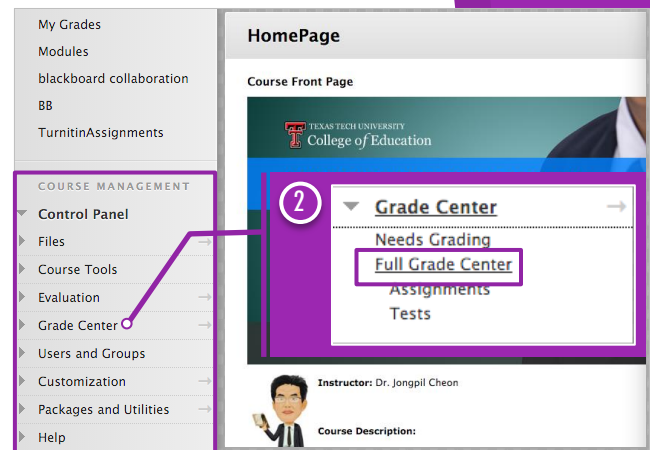 My Grades
Modules
blackboard collaboration
BB
TurnitinAssignments
COURSE MANAGEMENT
Control Panel
Files
Course Tools
Evaluation
Grade Center
Users and Groups
Customization
Packages and Utilities
Help
HomePage
Course Front Page
TEXAS TECH UNIVERSITY
College of Education
2
Grade Center
Needs Grading
Full Grade Center
Assignments
Tests
Instructor: Dr. Jongpil Cheon
Course Description: